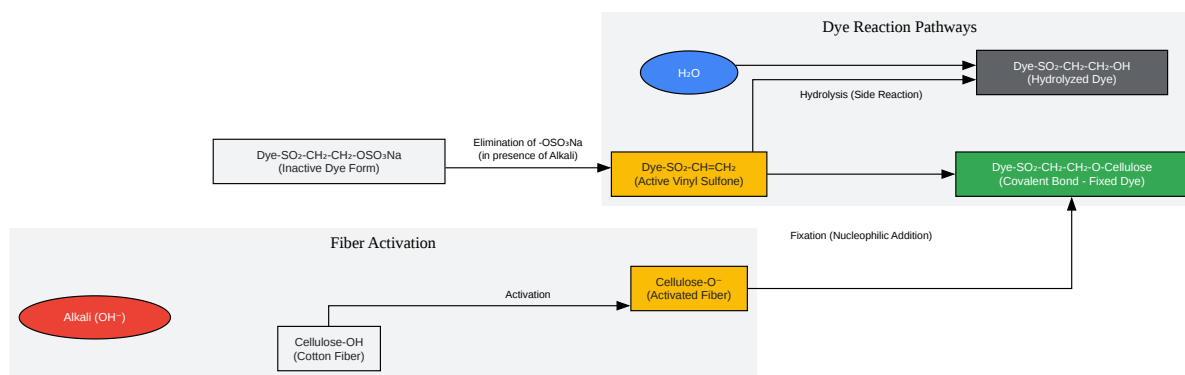 Dye Reaction Pathways
H₂O
Dye-SO₂-CH₂-CH₂-OH
(Hydrolyzed Dye)
Hydrolysis (Side Reaction)
Elimination of -OSO₃Na
(in presence of Alkali)
Dye-SO₂-CH₂-CH₂-OSO₃Na
(Inactive Dye Form)
Dye-SO₂-CH=CH₂
(Active Vinyl Sulfone)
Dye-SO₂-CH₂-CH₂-O-Cellulose
(Covalent Bond - Fixed Dye)
Fixation (Nucleophilic Addition)
Fiber Activation
Cellulose-O⁻
(Activated Fiber)
Activation
Alkali (OH⁻)
Cellulose-OH
(Cotton Fiber)